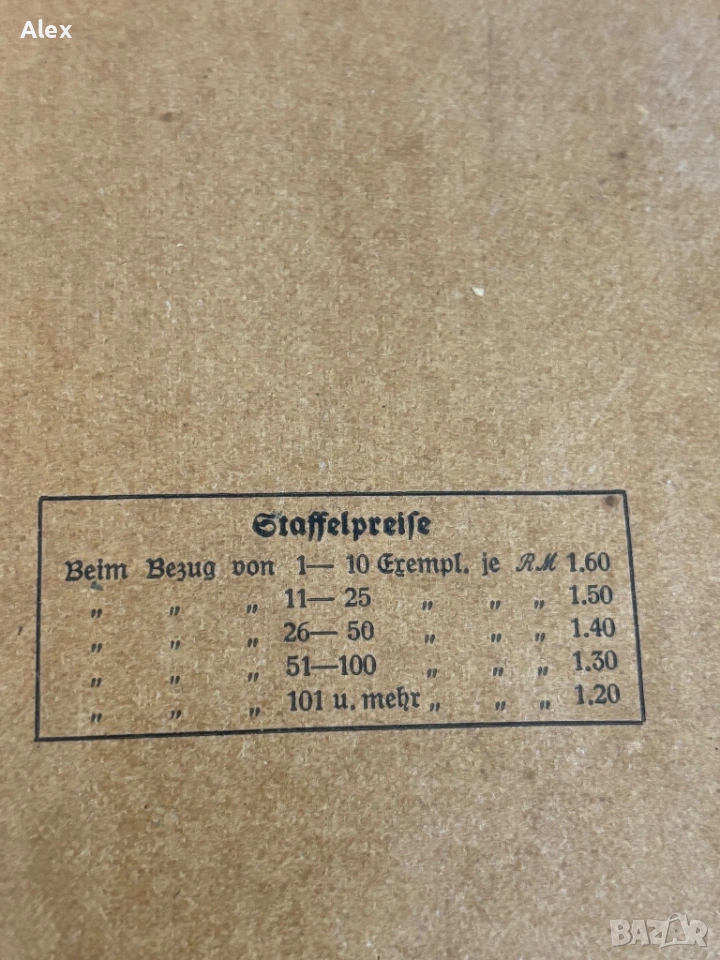 Alex
Staffelpreise
Beim Bezug von 1— 10 Exempl. je RM 1.60
„ „ „ 11— 25 „ „ „ 1.50
„ „ „ 26— 50 „ „ „ 1.40
„ „ „ 51—100 „ „ „ 1.30
„ „ „ 101 u. mehr „ „ „ 1.20
BAZAR